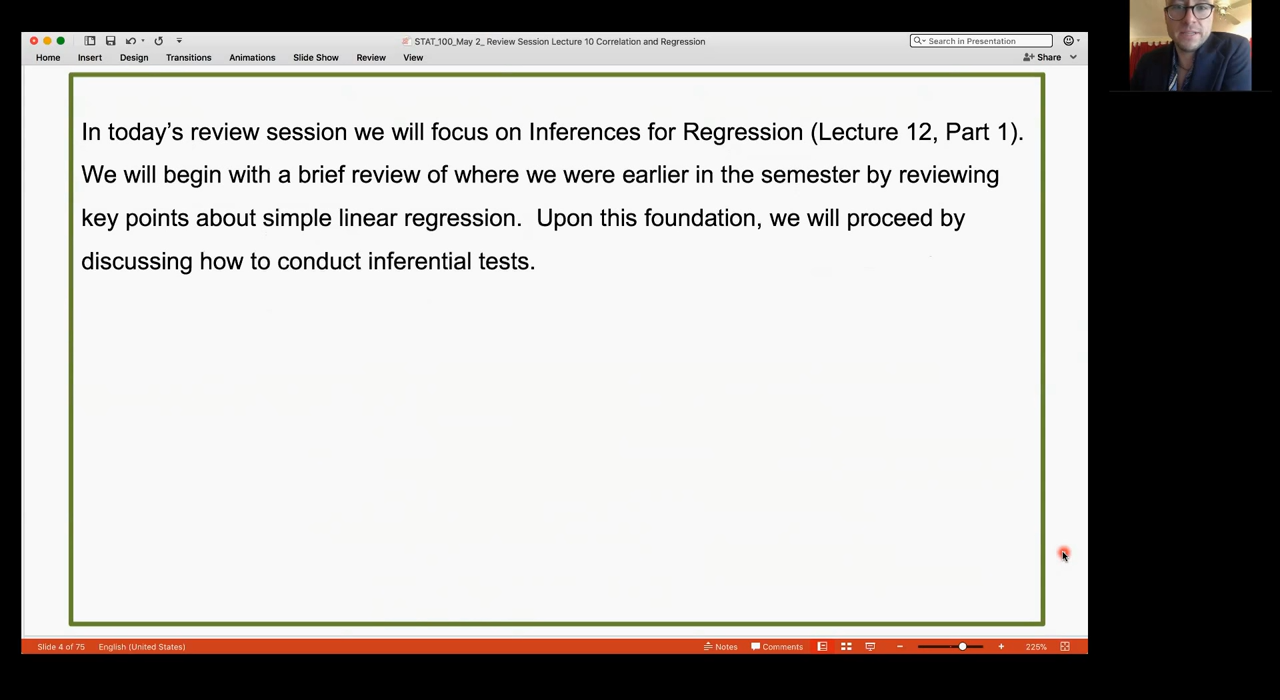 STAT_100_May 2_ Review Session Lecture 10 Correlation and Regression
Search in Presentation
Home Insert Design Transitions Animations Slide Show Review View Share
In today’s review session we will focus on Inferences for Regression (Lecture 12, Part 1).
We will begin with a brief review of where we were earlier in the semester by reviewing
key points about simple linear regression.  Upon this foundation, we will proceed by
discussing how to conduct inferential tests.
Slide 4 of 75 English (United States) Notes Comments 225%